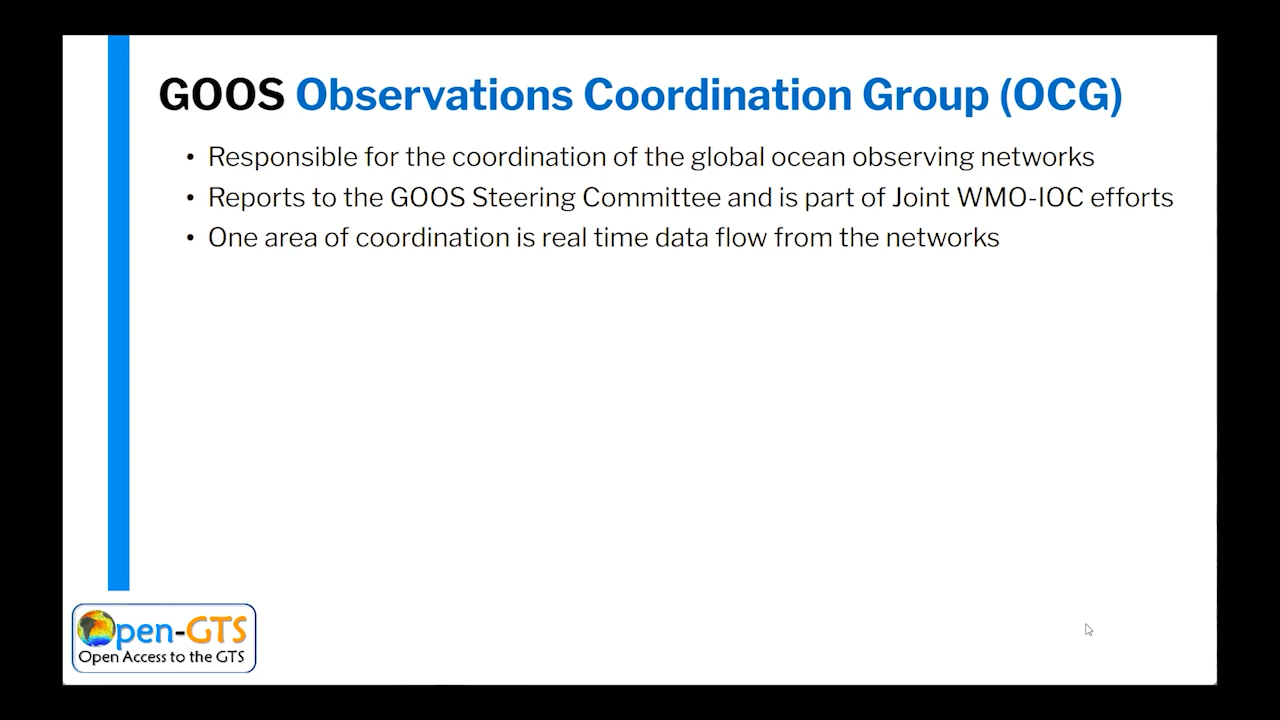 GOOS Observations Coordination Group (OCG)
• Responsible for the coordination of the global ocean observing networks
• Reports to the GOOS Steering Committee and is part of Joint WMO-IOC efforts
• One area of coordination is real time data flow from the networks
Open-GTS
Open Access to the GTS